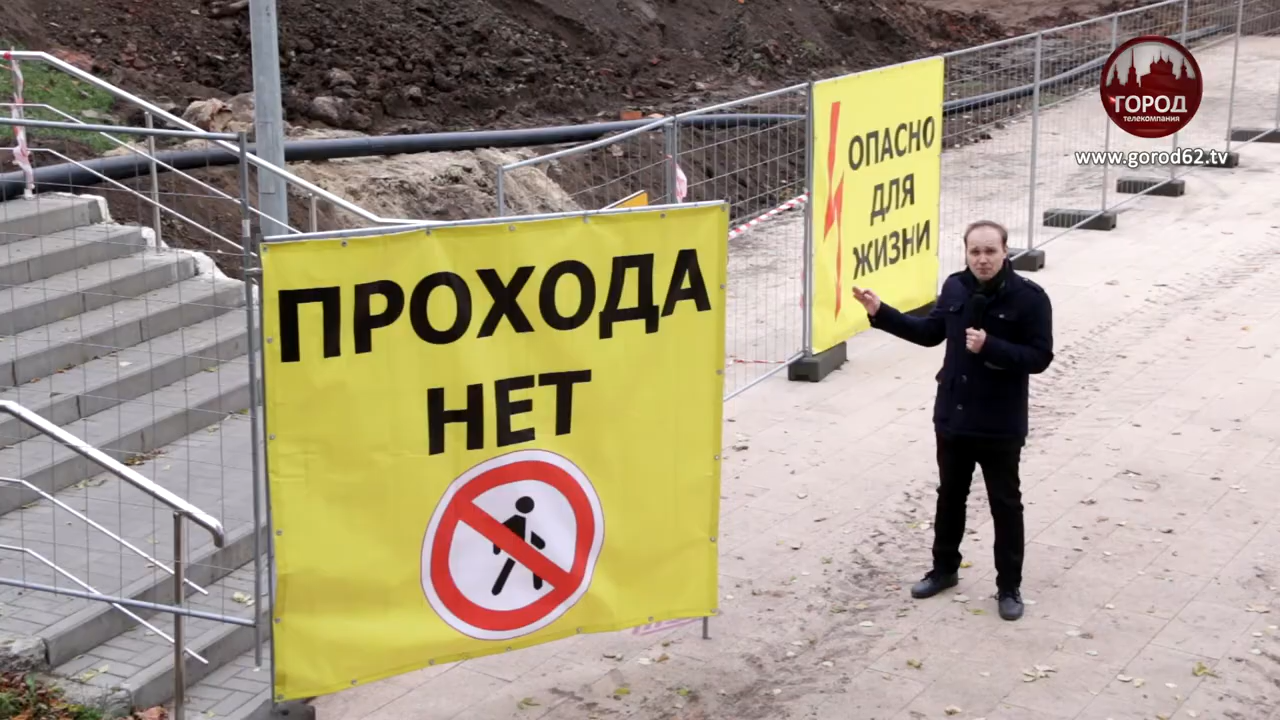 ПРОХОДА
НЕТ
ОПАСНО
ДЛЯ
ЖИЗНИ
ГОРОД
телекомпания
www.gorod62.tv